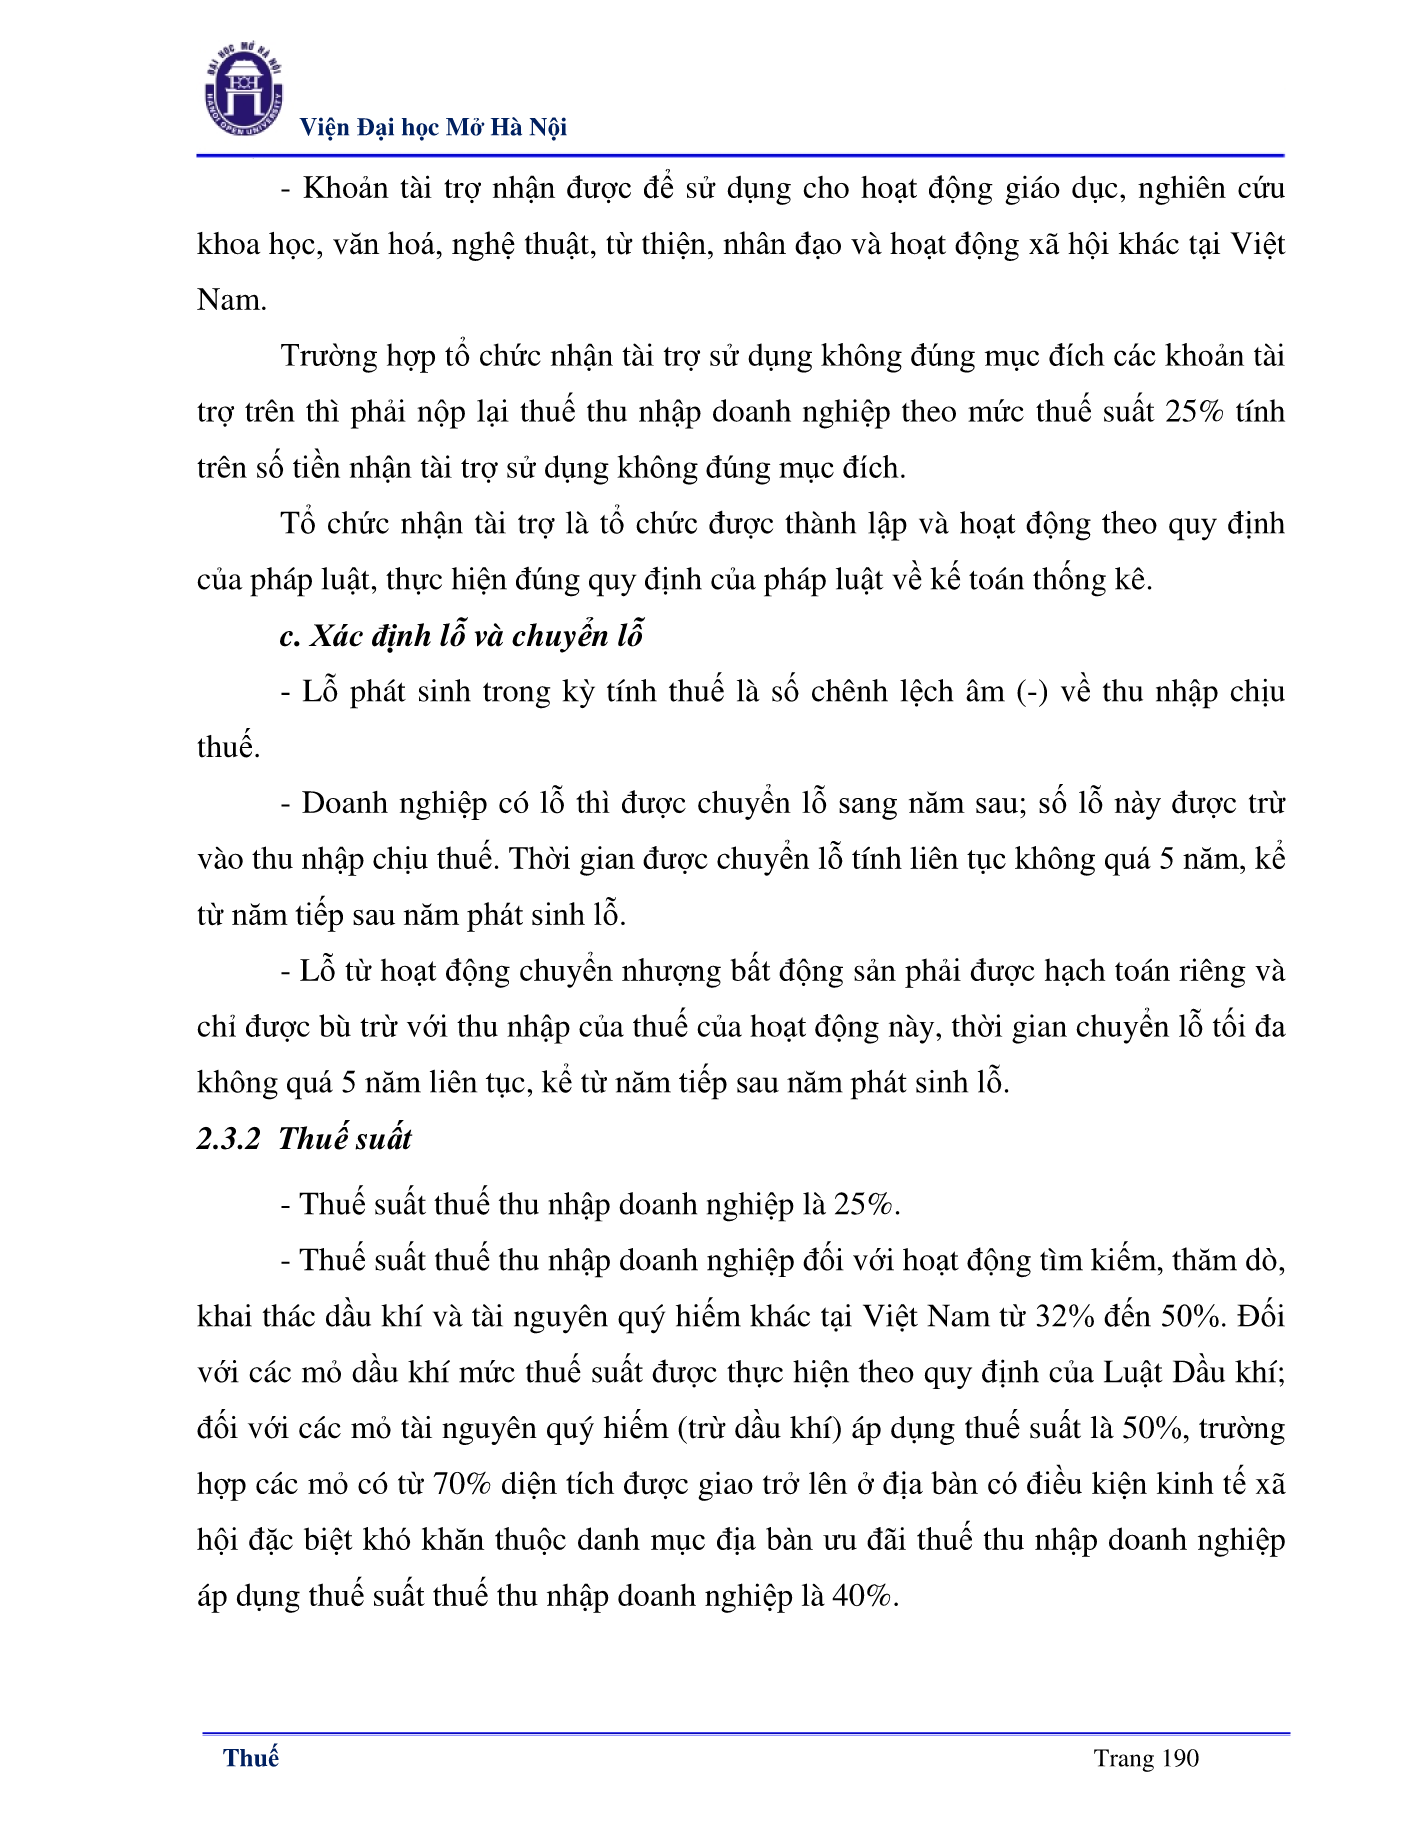 ĐẠI HỌC MỞ HÀ NỘI
HANOI OPEN UNIVERSITY
Viện Đại học Mở Hà Nội
- Khoản tài trợ nhận được để sử dụng cho hoạt động giáo dục, nghiên cứu
khoa học, văn hoá, nghệ thuật, từ thiện, nhân đạo và hoạt động xã hội khác tại Việt
Nam.
Trường hợp tổ chức nhận tài trợ sử dụng không đúng mục đích các khoản tài
trợ trên thì phải nộp lại thuế thu nhập doanh nghiệp theo mức thuế suất 25% tính
trên số tiền nhận tài trợ sử dụng không đúng mục đích.
Tổ chức nhận tài trợ là tổ chức được thành lập và hoạt động theo quy định
của pháp luật, thực hiện đúng quy định của pháp luật về kế toán thống kê.
c. Xác định lỗ và chuyển lỗ
- Lỗ phát sinh trong kỳ tính thuế là số chênh lệch âm (-) về thu nhập chịu
thuế.
- Doanh nghiệp có lỗ thì được chuyển lỗ sang năm sau; số lỗ này được trừ
vào thu nhập chịu thuế. Thời gian được chuyển lỗ tính liên tục không quá 5 năm, kể
từ năm tiếp sau năm phát sinh lỗ.
- Lỗ từ hoạt động chuyển nhượng bất động sản phải được hạch toán riêng và
chỉ được bù trừ với thu nhập của thuế của hoạt động này, thời gian chuyển lỗ tối đa
không quá 5 năm liên tục, kể từ năm tiếp sau năm phát sinh lỗ.
2.3.2 Thuế suất
- Thuế suất thuế thu nhập doanh nghiệp là 25%.
- Thuế suất thuế thu nhập doanh nghiệp đối với hoạt động tìm kiếm, thăm dò,
khai thác dầu khí và tài nguyên quý hiếm khác tại Việt Nam từ 32% đến 50%. Đối
với các mỏ dầu khí mức thuế suất được thực hiện theo quy định của Luật Dầu khí;
đối với các mỏ tài nguyên quý hiếm (trừ dầu khí) áp dụng thuế suất là 50%, trường
hợp các mỏ có từ 70% diện tích được giao trở lên ở địa bàn có điều kiện kinh tế xã
hội đặc biệt khó khăn thuộc danh mục địa bàn ưu đãi thuế thu nhập doanh nghiệp
áp dụng thuế suất thuế thu nhập doanh nghiệp là 40%.
Thuế
Trang 190